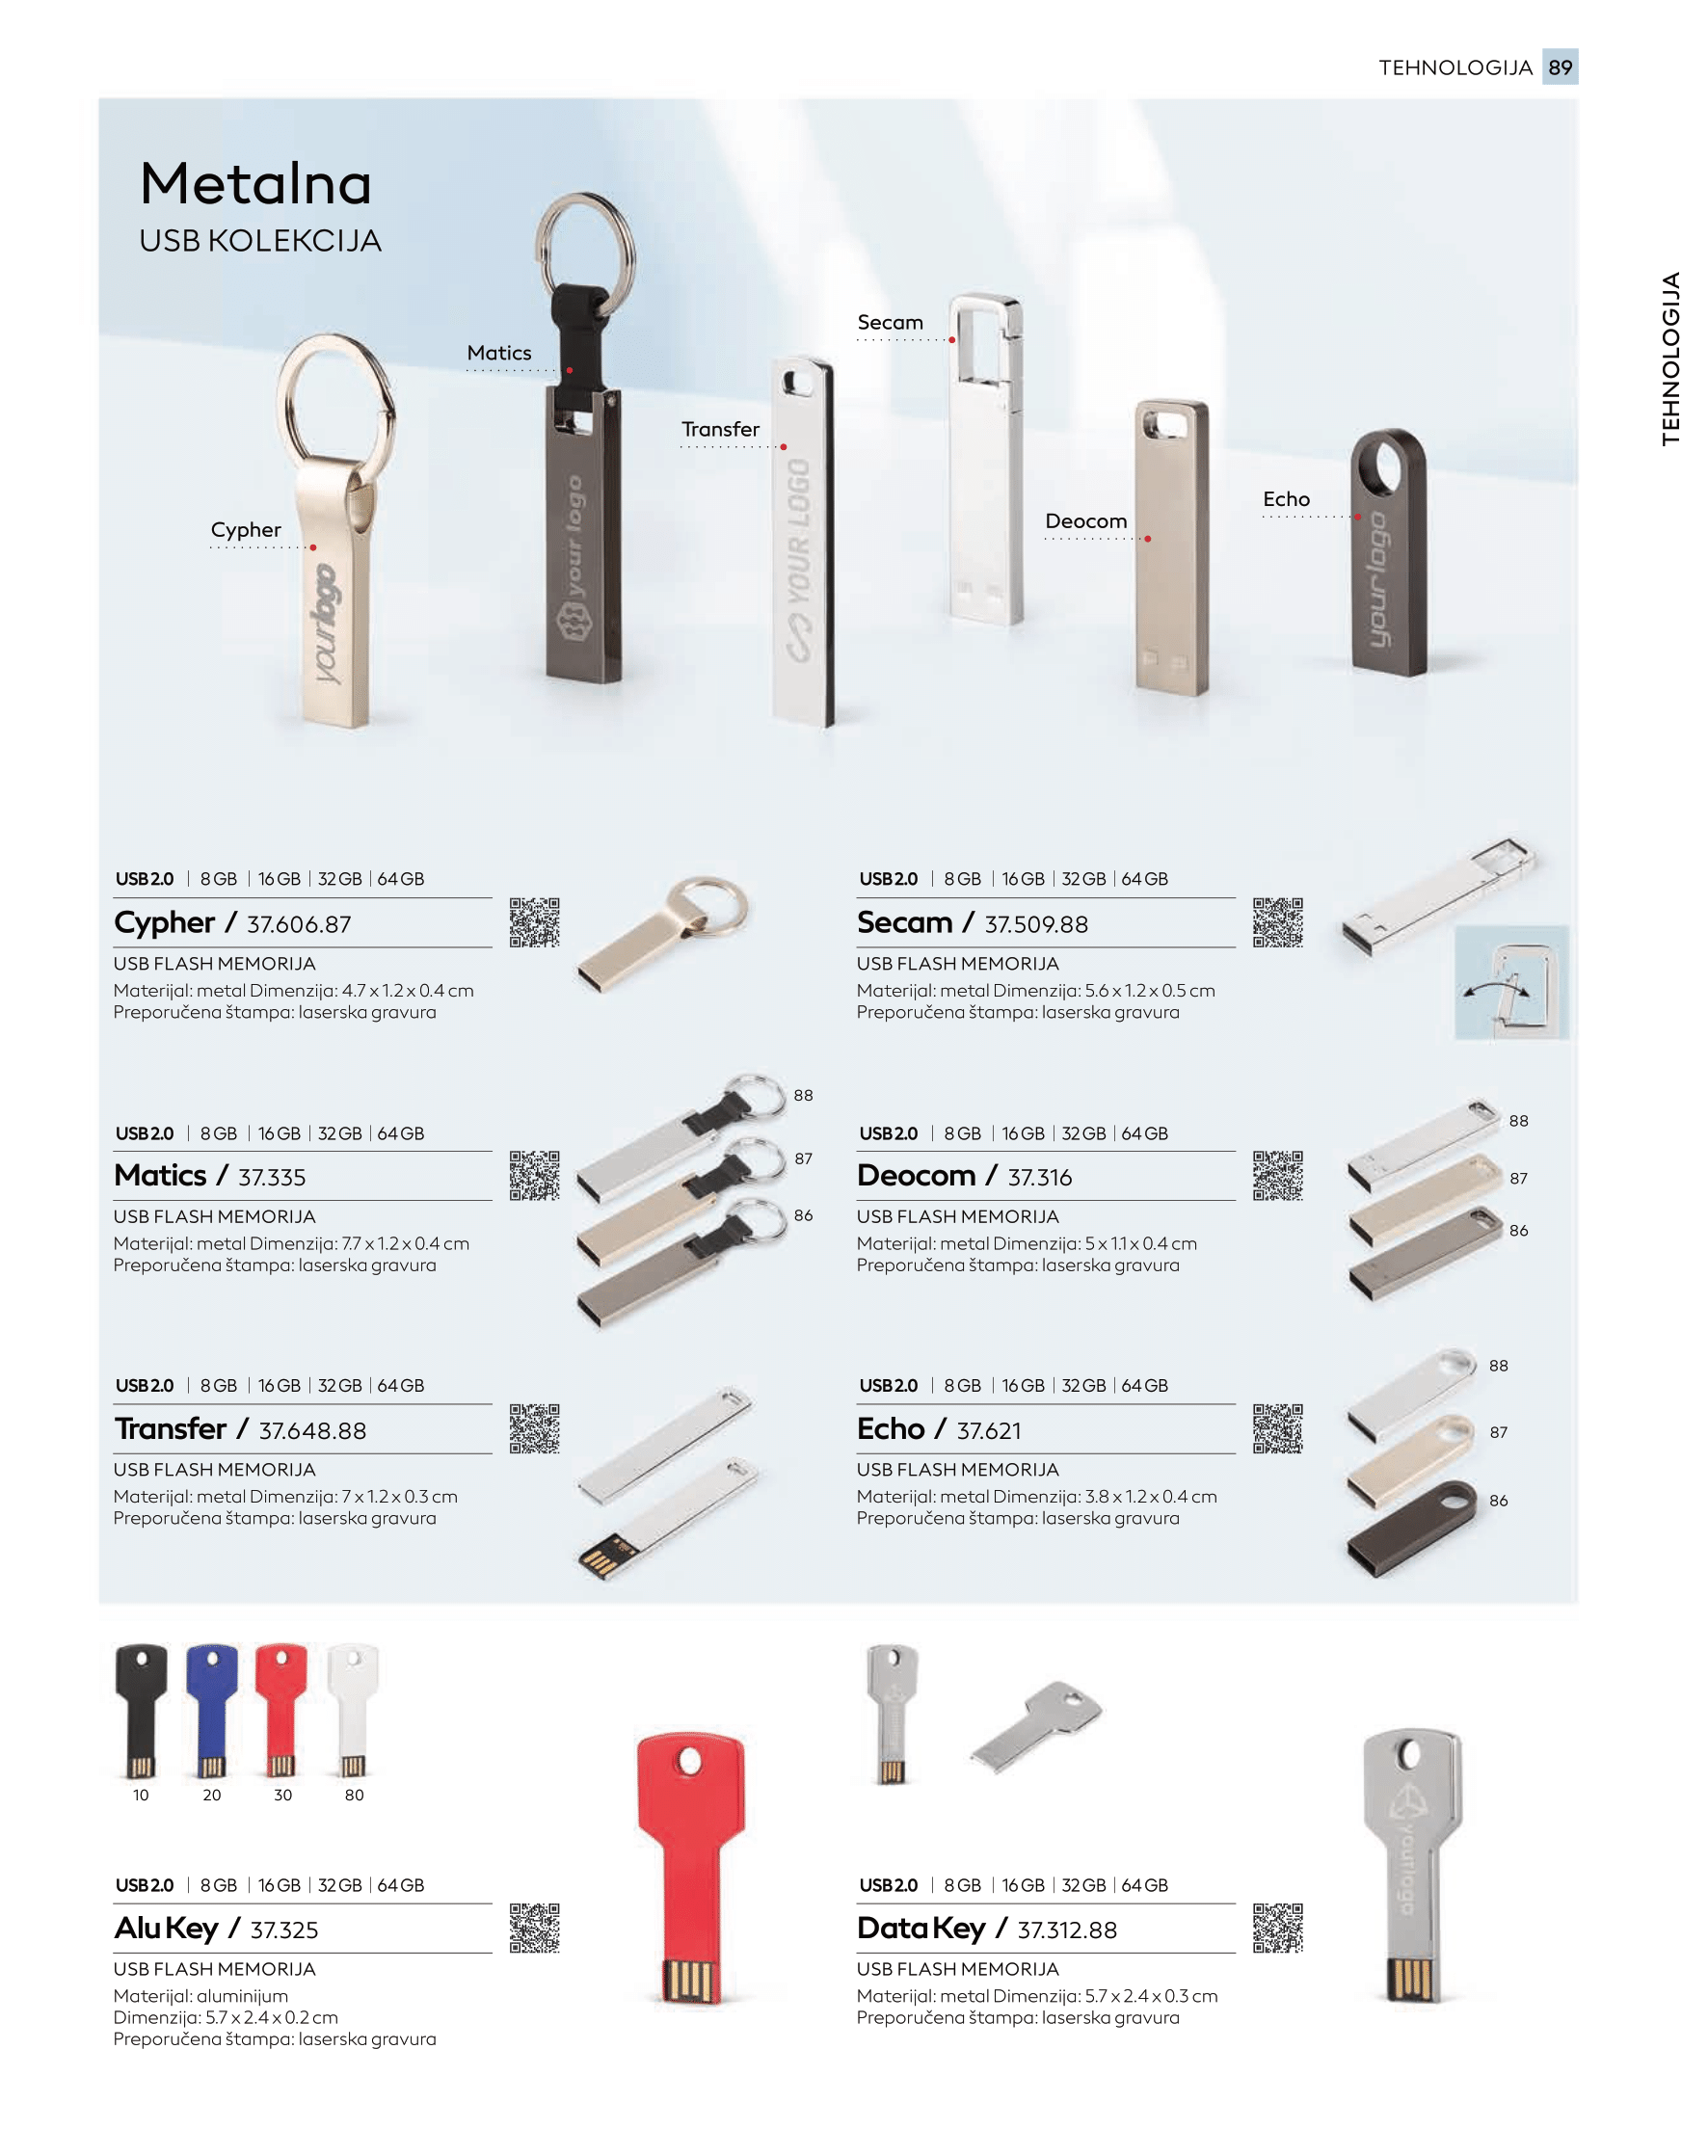 TEHNOLOGIJA 89
TEHNOLOGIJA
Metalna
USB KOLEKCIJA
Secam
Matics
Transfer
Echo
Deocom
Cypher
yourlogo
your logo
YOUR LOGO
yourlogo
USB 2.0 | 8 GB | 16 GB | 32 GB | 64 GB
Cypher / 37.606.87
USB FLASH MEMORIJA
Materijal: metal Dimenzija: 4.7 x 1.2 x 0.4 cm
Preporučena štampa: laserska gravura
USB 2.0 | 8 GB | 16 GB | 32 GB | 64 GB
Secam / 37.509.88
USB FLASH MEMORIJA
Materijal: metal Dimenzija: 5.6 x 1.2 x 0.5 cm
Preporučena štampa: laserska gravura
USB 2.0 | 8 GB | 16 GB | 32 GB | 64 GB
Matics / 37.335
USB FLASH MEMORIJA
Materijal: metal Dimenzija: 7.7 x 1.2 x 0.4 cm
Preporučena štampa: laserska gravura
88
87
86
USB 2.0 | 8 GB | 16 GB | 32 GB | 64 GB
Deocom / 37.316
USB FLASH MEMORIJA
Materijal: metal Dimenzija: 5 x 1.1 x 0.4 cm
Preporučena štampa: laserska gravura
88
87
86
USB 2.0 | 8 GB | 16 GB | 32 GB | 64 GB
Transfer / 37.648.88
USB FLASH MEMORIJA
Materijal: metal Dimenzija: 7 x 1.2 x 0.3 cm
Preporučena štampa: laserska gravura
USB 2.0 | 8 GB | 16 GB | 32 GB | 64 GB
Echo / 37.621
USB FLASH MEMORIJA
Materijal: metal Dimenzija: 3.8 x 1.2 x 0.4 cm
Preporučena štampa: laserska gravura
88
87
86
10 20 30 80
USB 2.0 | 8 GB | 16 GB | 32 GB | 64 GB
Alu Key / 37.325
USB FLASH MEMORIJA
Materijal: aluminijum
Dimenzija: 5.7 x 2.4 x 0.2 cm
Preporučena štampa: laserska gravura
USB 2.0 | 8 GB | 16 GB | 32 GB | 64 GB
Data Key / 37.312.88
USB FLASH MEMORIJA
Materijal: metal Dimenzija: 5.7 x 2.4 x 0.3 cm
Preporučena štampa: laserska gravura
yourlogo